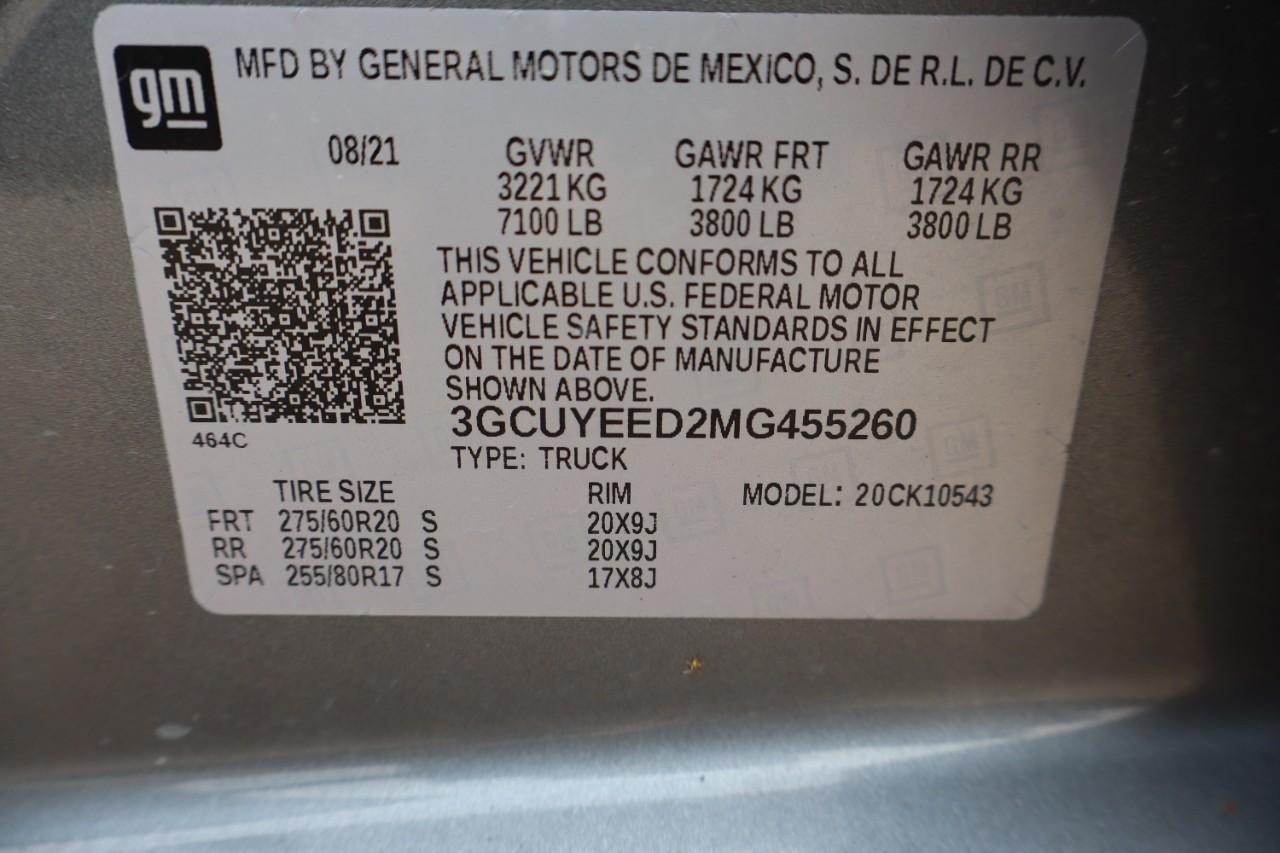 gm
MFD BY GENERAL MOTORS DE MEXICO, S. DE R.L. DE C.V.
08/21 GVWR GAWR FRT GAWR RR
3221 KG 1724 KG 1724 KG
7100 LB 3800 LB 3800 LB
THIS VEHICLE CONFORMS TO ALL
APPLICABLE U.S. FEDERAL MOTOR
VEHICLE SAFETY STANDARDS IN EFFECT
ON THE DATE OF MANUFACTURE
SHOWN ABOVE.
3GCUYEED2MG455260
464C
TYPE: TRUCK
TIRE SIZE RIM MODEL: 20CK10543
FRT 275/60R20 S 20X9J
RR 275/60R20 S 20X9J
SPA 255/80R17 S 17X8J